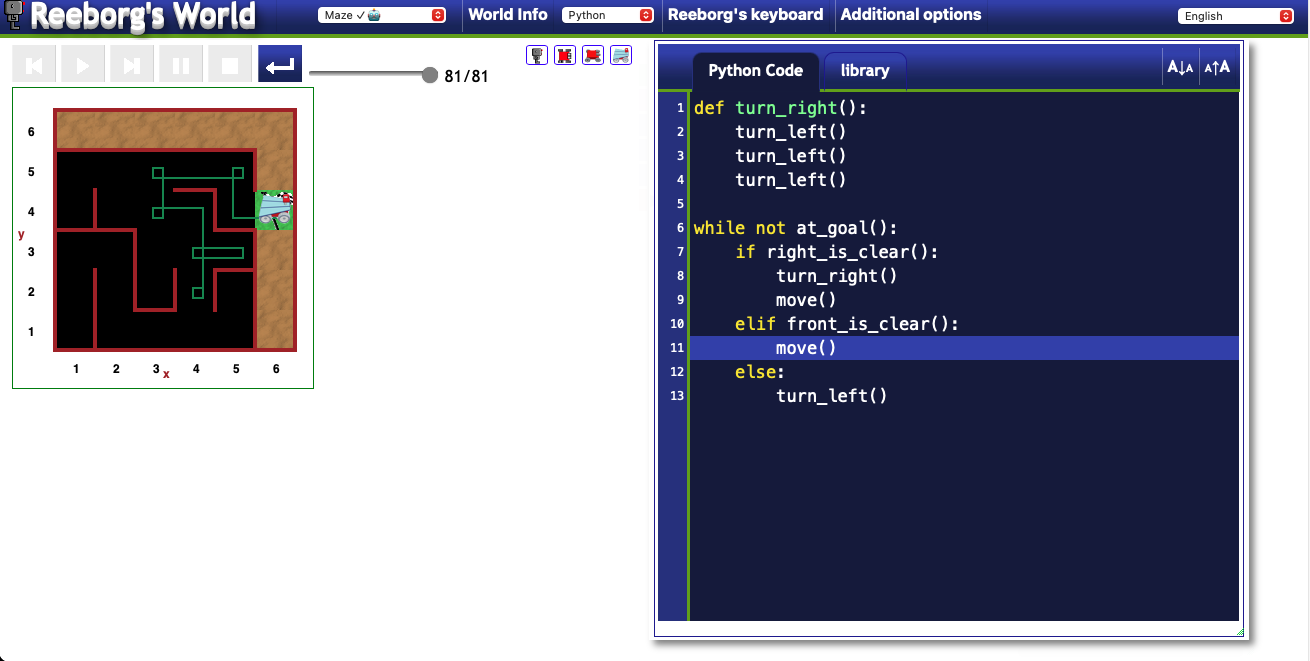 Reeborg's World
Maze ✓ 🤖
World Info
Python
Reeborg's keyboard
Additional options
English
81/81
Python Code
library
A↓A
A↑A
6
5
4
y
3
2
1
1 2 3 x 4 5 6
1 def turn_right():
2     turn_left()
3     turn_left()
4     turn_left()
5
6 while not at_goal():
7     if right_is_clear():
8         turn_right()
9         move()
10     elif front_is_clear():
11         move()
12     else:
13         turn_left()